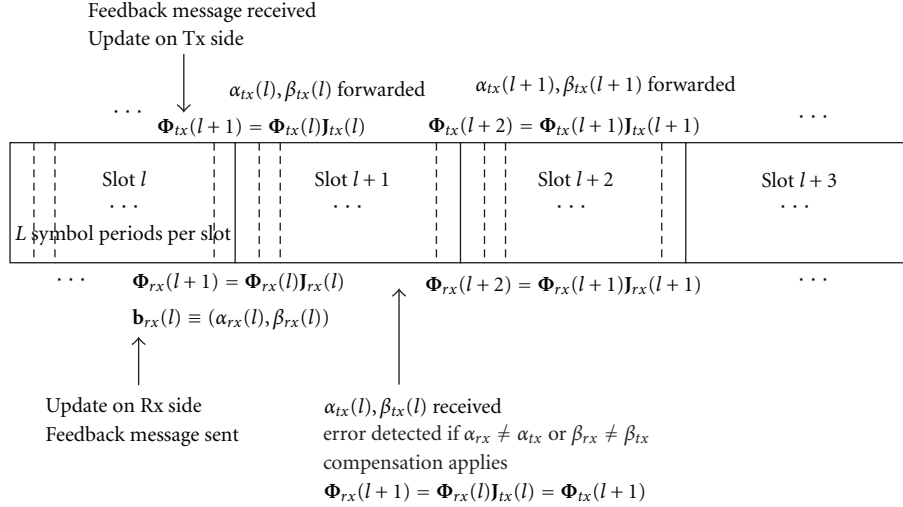 Feedback message received
Update on Tx side
α_tx(l), β_tx(l) forwarded
α_tx(l + 1), β_tx(l + 1) forwarded
· · ·
Φ_tx(l + 1) = Φ_tx(l)J_tx(l)
Φ_tx(l + 2) = Φ_tx(l + 1)J_tx(l + 1)
· · ·
Slot l
Slot l + 1
Slot l + 2
Slot l + 3
· · ·
· · ·
· · ·
· · ·
L symbol periods per slot
· · ·
Φ_rx(l + 1) = Φ_rx(l)J_rx(l)
Φ_rx(l + 2) = Φ_rx(l + 1)J_rx(l + 1)
· · ·
b_rx(l) ≡ (α_rx(l), β_rx(l))
Update on Rx side
Feedback message sent
α_tx(l), β_tx(l) received
error detected if α_rx ≠ α_tx or β_rx ≠ β_tx
compensation applies
Φ_rx(l + 1) = Φ_rx(l)J_tx(l) = Φ_tx(l + 1)